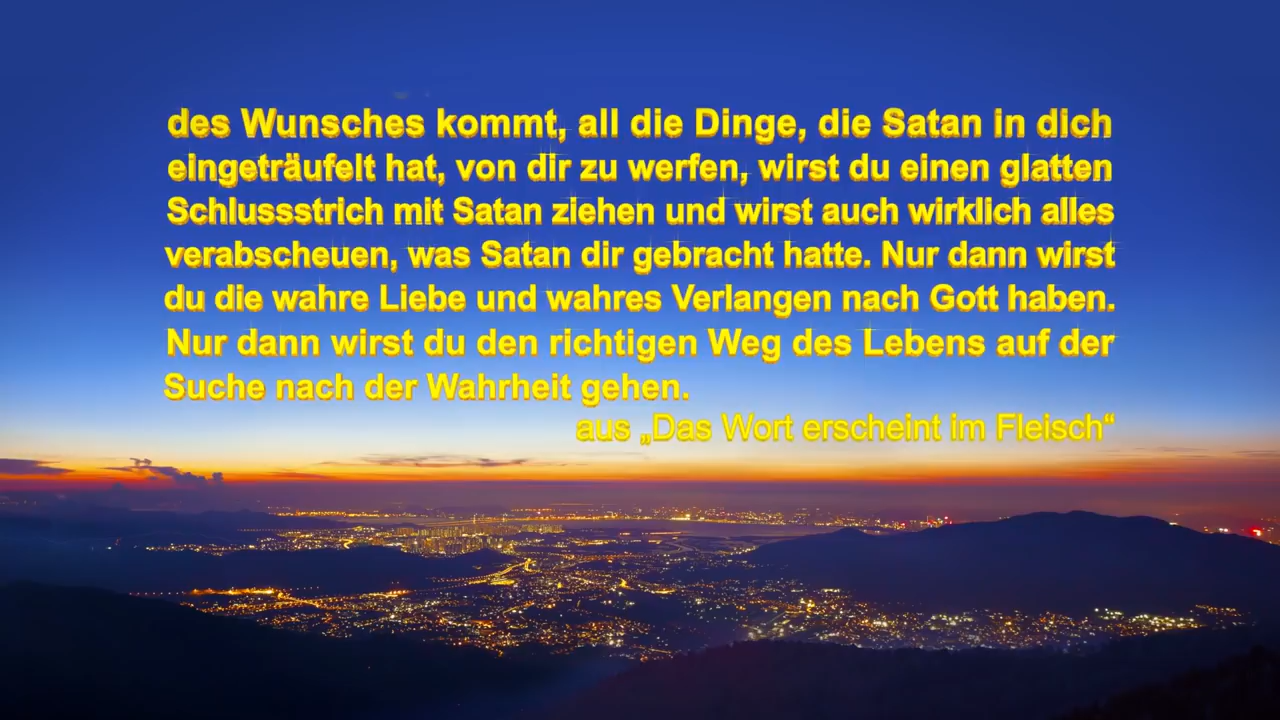 des Wunsches kommt, all die Dinge, die Satan in dich
eingeträufelt hat, von dir zu werfen, wirst du einen glatten
Schlussstrich mit Satan ziehen und wirst auch wirklich alles
verabscheuen, was Satan dir gebracht hatte. Nur dann wirst
du die wahre Liebe und wahres Verlangen nach Gott haben.
Nur dann wirst du den richtigen Weg des Lebens auf der
Suche nach der Wahrheit gehen.
aus „Das Wort erscheint im Fleisch“